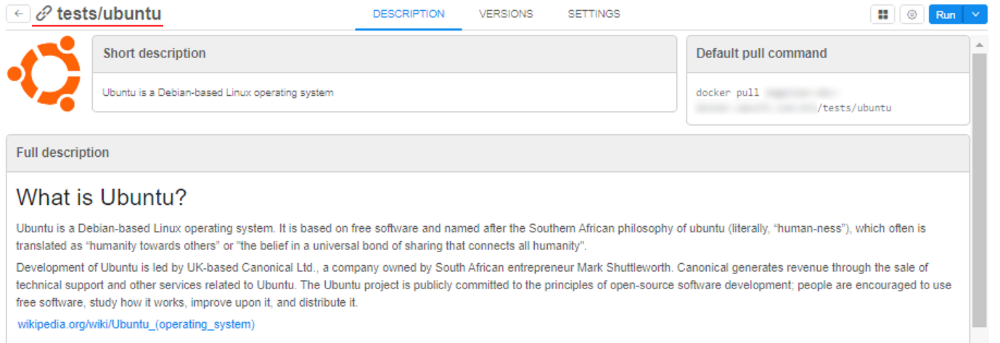 tests/ubuntu
DESCRIPTION VERSIONS SETTINGS
Run
Short description
Ubuntu is a Debian-based Linux operating system
Default pull command
docker pull
/tests/ubuntu
Full description
What is Ubuntu?
Ubuntu is a Debian-based Linux operating system. It is based on free software and named after the Southern African philosophy of ubuntu (literally, “human-ness”), which often is
translated as “humanity towards others” or "the belief in a universal bond of sharing that connects all humanity".
Development of Ubuntu is led by UK-based Canonical Ltd., a company owned by South African entrepreneur Mark Shuttleworth. Canonical generates revenue through the sale of
technical support and other services related to Ubuntu. The Ubuntu project is publicly committed to the principles of open-source software development; people are encouraged to use
free software, study how it works, improve upon it, and distribute it.
wikipedia.org/wiki/Ubuntu_(operating_system)